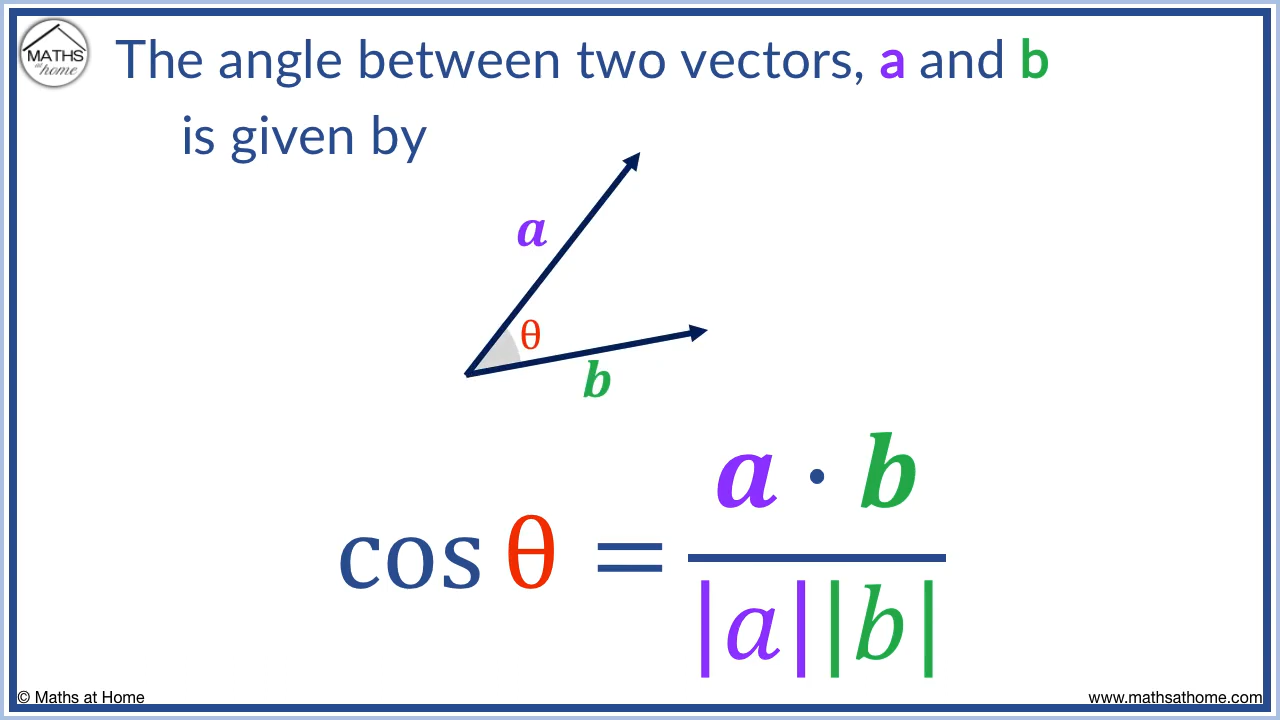 MATHS
at
home
The angle between two vectors, a and b
is given by
a
θ
b
cos θ = a · b / |a||b|
© Maths at Home
www.mathsathome.com